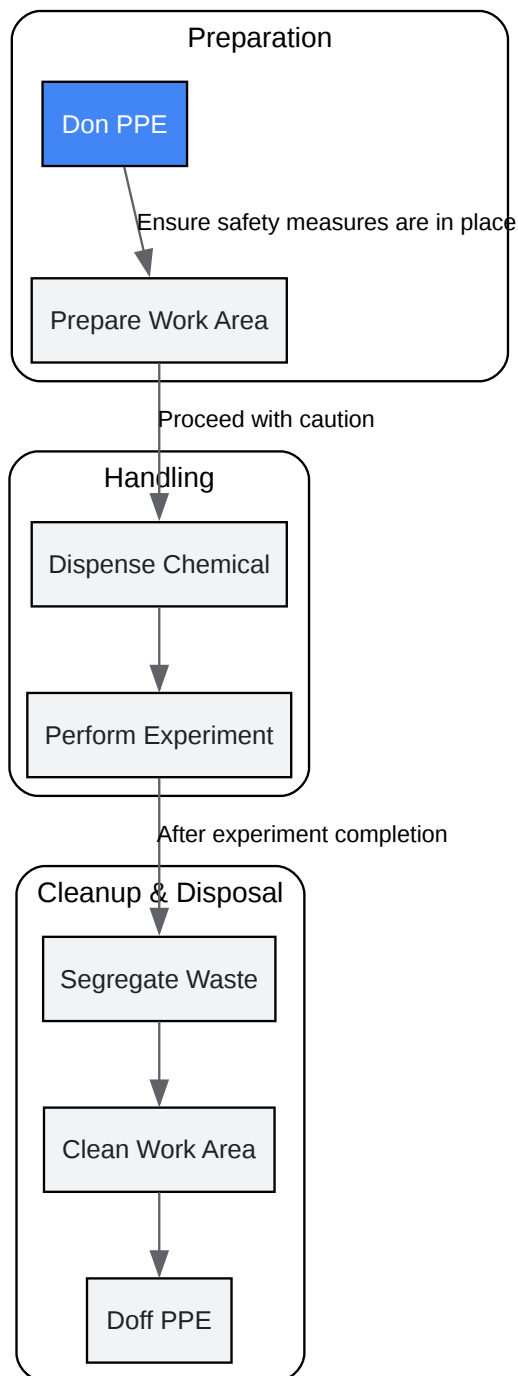 Preparation
Don PPE
Ensure safety measures are in place
Prepare Work Area
Proceed with caution
Handling
Dispense Chemical
Perform Experiment
After experiment completion
Cleanup & Disposal
Segregate Waste
Clean Work Area
Doff PPE